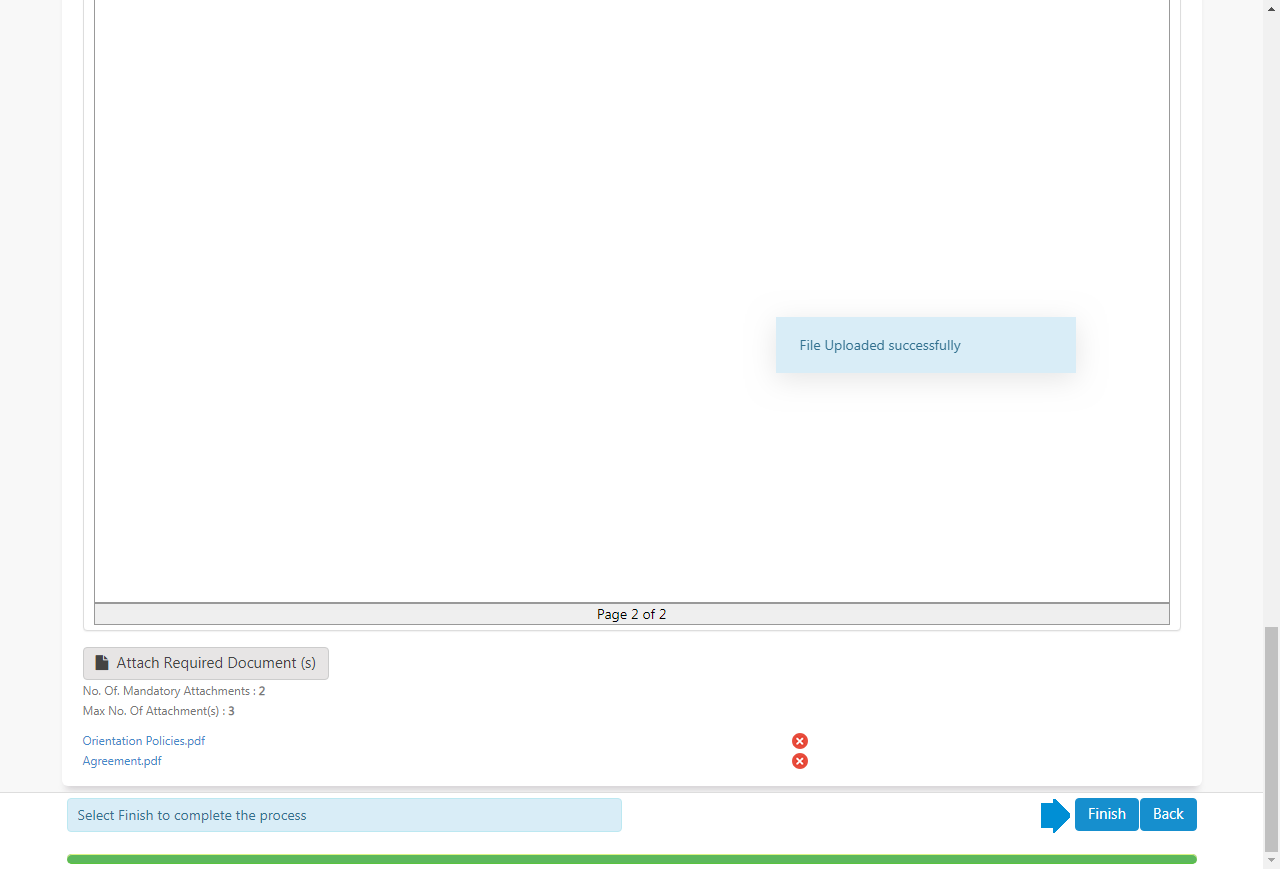 File Uploaded successfully
Page 2 of 2
Attach Required Document (s)
No. Of. Mandatory Attachments : 2
Max No. Of Attachment(s) : 3
Orientation Policies.pdf
Agreement.pdf
Select Finish to complete the process
Finish
Back